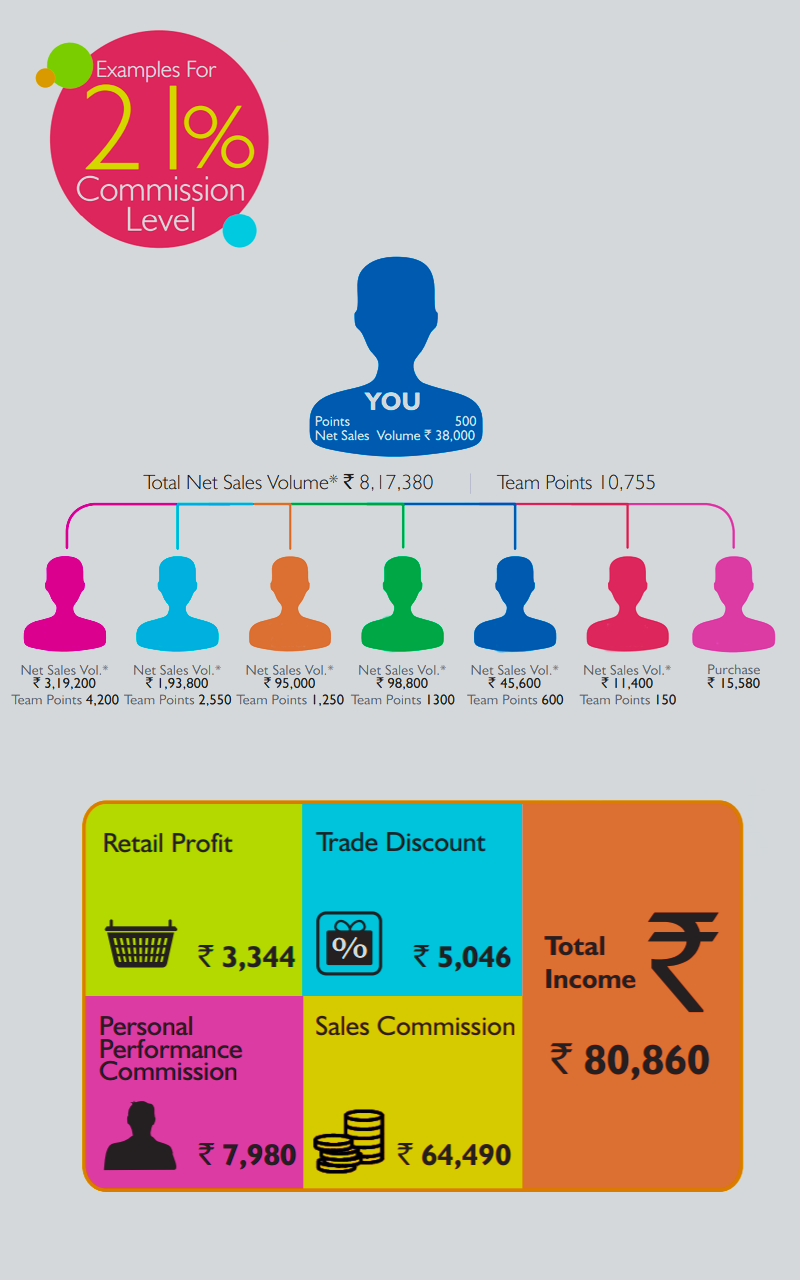 Examples For
21%
Commission
Level
YOU
Points 500
Net Sales Volume ₹ 38,000
Total Net Sales Volume* ₹ 8,17,380 Team Points 10,755
Net Sales Vol.* Net Sales Vol.* Net Sales Vol.* Net Sales Vol.* Net Sales Vol.* Net Sales Vol.* Purchase
₹ 3,19,200 ₹ 1,93,800 ₹ 95,000 ₹ 98,800 ₹ 45,600 ₹ 11,400 ₹ 15,580
Team Points 4,200 Team Points 2,550 Team Points 1,250 Team Points 1300 Team Points 600 Team Points 150
Retail Profit
₹ 3,344
Trade Discount
%
₹ 5,046
Personal
Performance
Commission
₹ 7,980
Sales Commission
₹ 64,490
Total
Income
₹
₹ 80,860